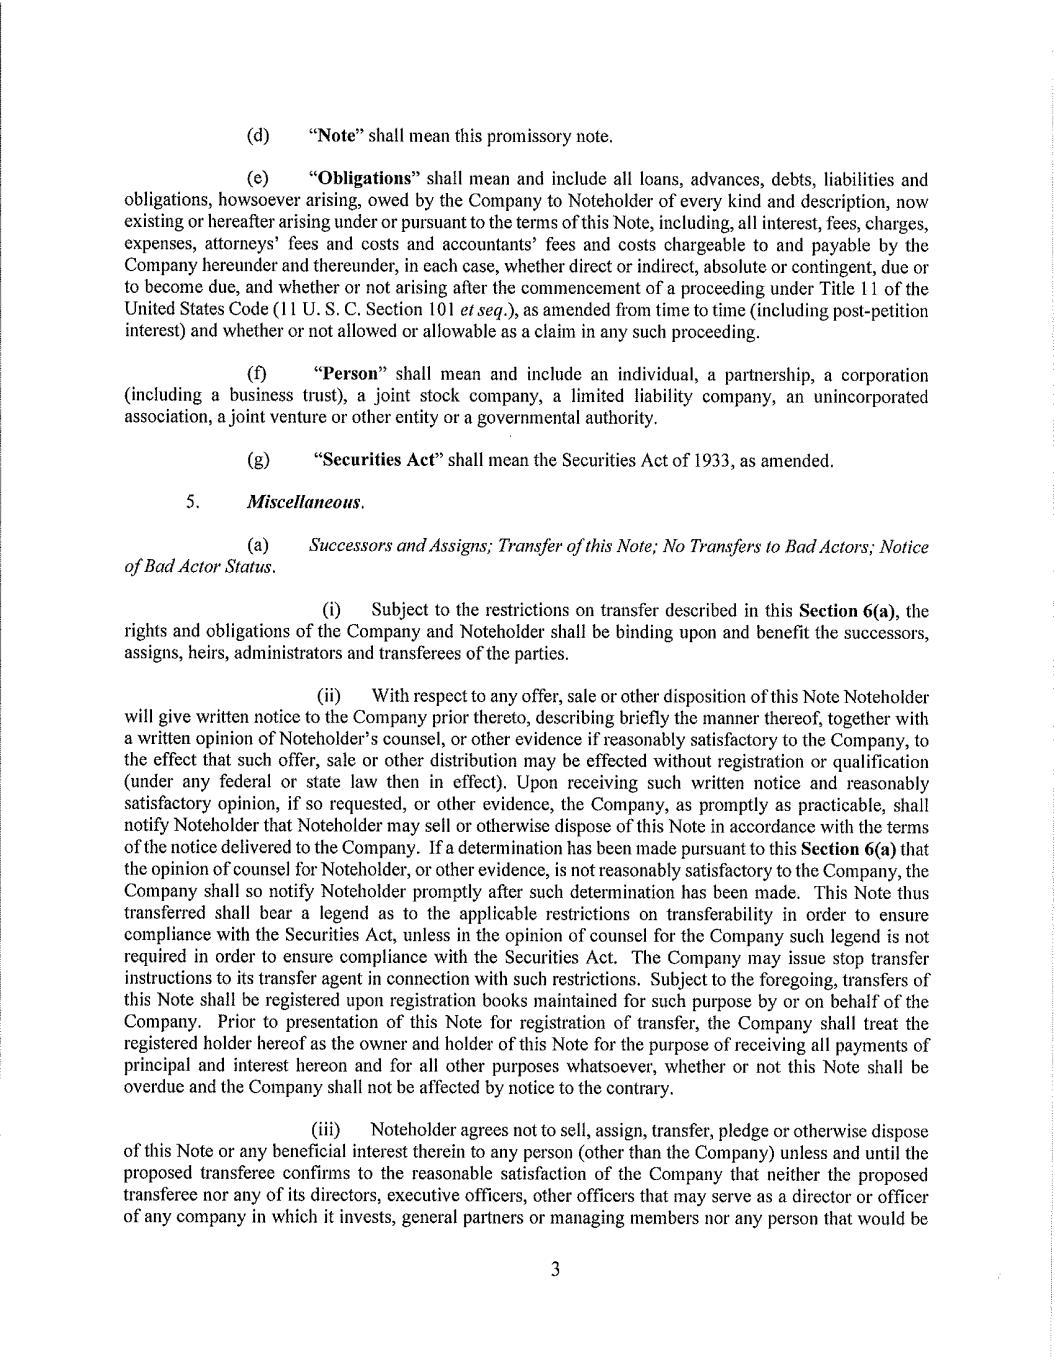 (d) “Note” shall mean this promissory note.
(e) “Obligations” shall mean and include all loans, advances, debts, liabilities and
obligations, howsoever arising, owed by the Company to Noteholder of every kind and description, now
existing or hereafter arising under or pursuant to the terms of this Note, including, all interest, fees, charges,
expenses, attorneys’ fees and costs and accountants’ fees and costs chargeable to and payable by the
Company hereunder and thereunder, in each case, whether direct or indirect, absolute or contingent, due or
to become due, and whether or not arising after the commencement of a proceeding under Title 11 of the
United States Code (11 U. S. C. Section 101 et seq.), as amended from time to time (including post-petition
interest) and whether or not allowed or allowable as a claim in any such proceeding.
(f) “Person” shall mean and include an individual, a partnership, a corporation
(including a business trust), a joint stock company, a limited liability company, an unincorporated
association, a joint venture or other entity or a governmental authority.
(g) “Securities Act” shall mean the Securities Act of 1933, as amended.
5. Miscellaneous.
(a) Successors and Assigns; Transfer of this Note; No Transfers to Bad Actors; Notice
of Bad Actor Status.
(i) Subject to the restrictions on transfer described in this Section 6(a), the
rights and obligations of the Company and Noteholder shall be binding upon and benefit the successors,
assigns, heirs, administrators and transferees of the parties.
(ii) With respect to any offer, sale or other disposition of this Note Noteholder
will give written notice to the Company prior thereto, describing briefly the manner thereof, together with
a written opinion of Noteholder’s counsel, or other evidence if reasonably satisfactory to the Company, to
the effect that such offer, sale or other distribution may be effected without registration or qualification
(under any federal or state law then in effect). Upon receiving such written notice and reasonably
satisfactory opinion, if so requested, or other evidence, the Company, as promptly as practicable, shall
notify Noteholder that Noteholder may sell or otherwise dispose of this Note in accordance with the terms
of the notice delivered to the Company. If a determination has been made pursuant to this Section 6(a) that
the opinion of counsel for Noteholder, or other evidence, is not reasonably satisfactory to the Company, the
Company shall so notify Noteholder promptly after such determination has been made. This Note thus
transferred shall bear a legend as to the applicable restrictions on transferability in order to ensure
compliance with the Securities Act, unless in the opinion of counsel for the Company such legend is not
required in order to ensure compliance with the Securities Act. The Company may issue stop transfer
instructions to its transfer agent in connection with such restrictions. Subject to the foregoing, transfers of
this Note shall be registered upon registration books maintained for such purpose by or on behalf of the
Company. Prior to presentation of this Note for registration of transfer, the Company shall treat the
registered holder hereof as the owner and holder of this Note for the purpose of receiving all payments of
principal and interest hereon and for all other purposes whatsoever, whether or not this Note shall be
overdue and the Company shall not be affected by notice to the contrary.
(iii) Noteholder agrees not to sell, assign, transfer, pledge or otherwise dispose
of this Note or any beneficial interest therein to any person (other than the Company) unless and until the
proposed transferee confirms to the reasonable satisfaction of the Company that neither the proposed
transferee nor any of its directors, executive officers, other officers that may serve as a director or officer
of any company in which it invests, general partners or managing members nor any person that would be
3